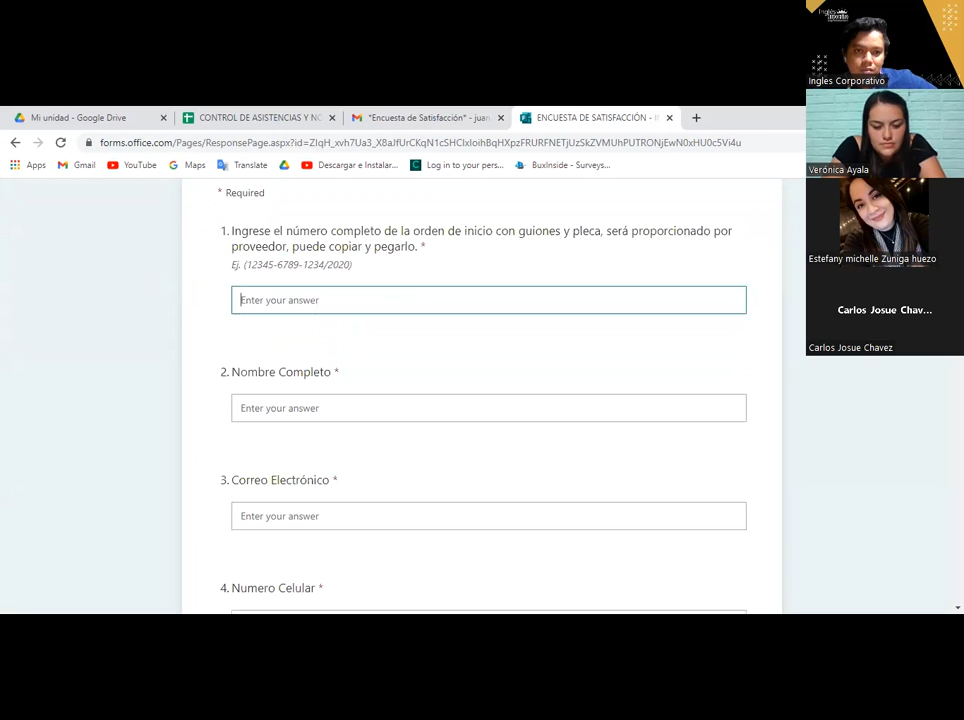 Inglés
Corporativo
Ingles Corporativo
Mi unidad - Google Drive
CONTROL DE ASISTENCIAS Y NO
*Encuesta de Satisfacción* - juan
ENCUESTA DE SATISFACCIÓN - I
forms.office.com/Pages/ResponsePage.aspx?id=ZIqH_xvh7Ua3_X8aJfUrCKqN1cSHCIxIoihBqHXpzFRURFNETjUzSkZVMUhPUTRONjEwN0xHU0c5Vi4u
Apps
Gmail
YouTube
Maps
Translate
Descargar e Instalar...
Log in to your pers...
BuxInside - Surveys...
Verónica Ayala
Estefany michelle Zuniga huezo
Carlos Josue Chav...
Carlos Josue Chavez
* Required
1. Ingrese el número completo de la orden de inicio con guiones y pleca, será proporcionado por
proveedor, puede copiar y pegarlo. *
Ej. (12345-6789-1234/2020)
Enter your answer
2. Nombre Completo *
Enter your answer
3. Correo Electrónico *
Enter your answer
4. Numero Celular *